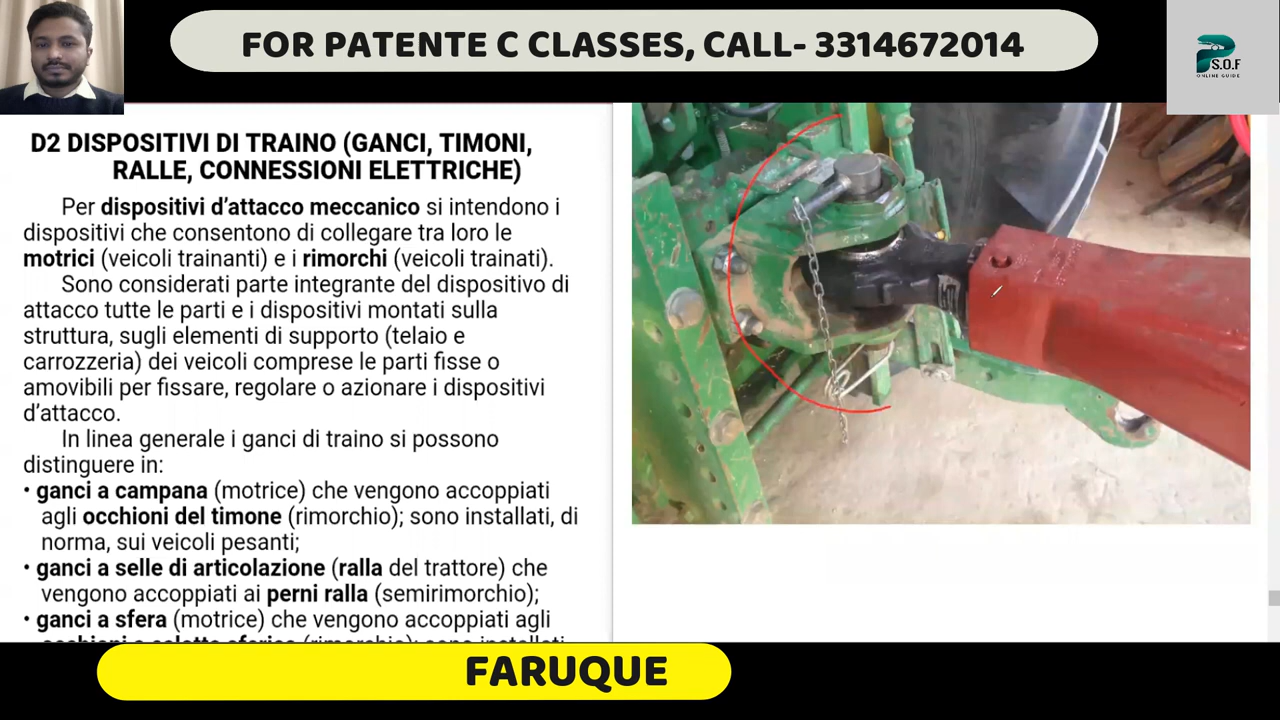 FOR PATENTE C CLASSES, CALL- 3314672014
S.O.F
ONLINE GUIDE
D2 DISPOSITIVI DI TRAINO (GANCI, TIMONI,
RALLE, CONNESSIONI ELETTRICHE)
Per dispositivi d’attacco meccanico si intendono i
dispositivi che consentono di collegare tra loro le
motrici (veicoli trainanti) e i rimorchi (veicoli trainati).
Sono considerati parte integrante del dispositivo di
attacco tutte le parti e i dispositivi montati sulla
struttura, sugli elementi di supporto (telaio e
carrozzeria) dei veicoli comprese le parti fisse o
amovibili per fissare, regolare o azionare i dispositivi
d’attacco.
In linea generale i ganci di traino si possono
distinguere in:
• ganci a campana (motrice) che vengono accoppiati
agli occhioni del timone (rimorchio); sono installati, di
norma, sui veicoli pesanti;
• ganci a selle di articolazione (ralla del trattore) che
vengono accoppiati ai perni ralla (semirimorchio);
• ganci a sfera (motrice) che vengono accoppiati agli
FARUQUE